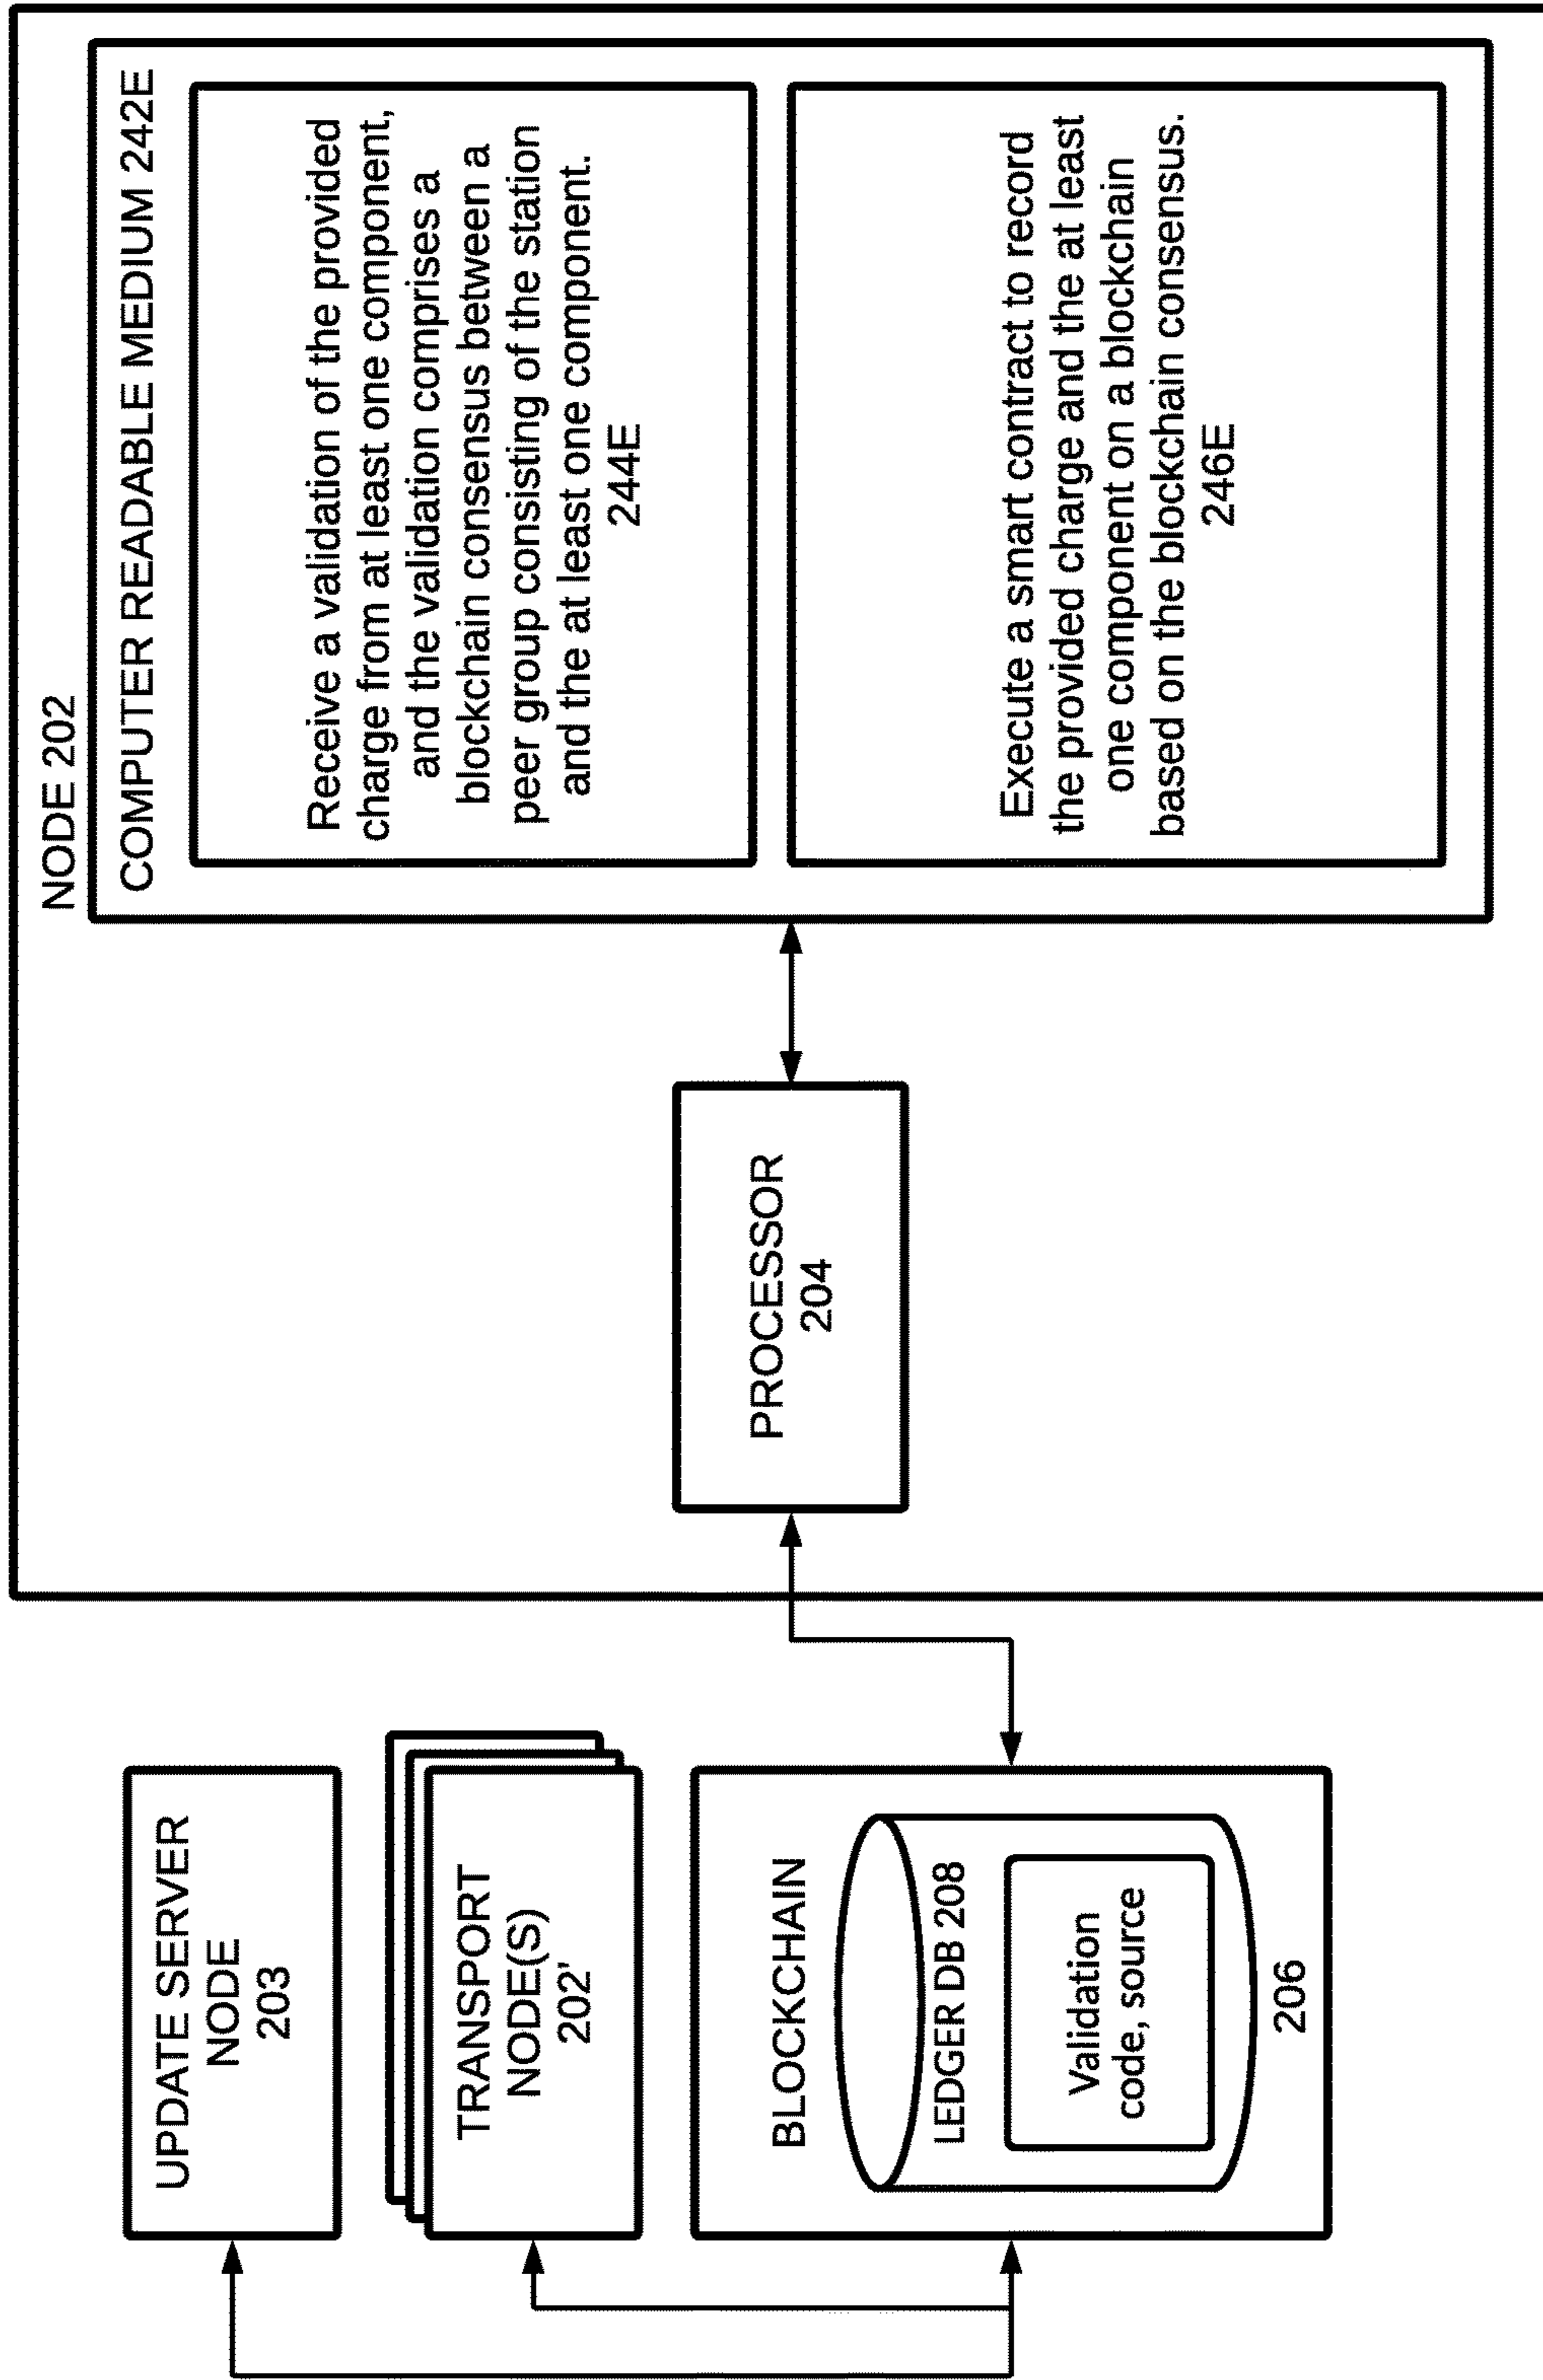 UPDATE SERVER
NODE
203
TRANSPORT
NODE(S)
202'
BLOCKCHAIN
LEDGER DB 208
Validation
code, source
206
NODE 202
PROCESSOR
204
COMPUTER READABLE MEDIUM 242E
Receive a validation of the provided
charge from at least one component,
and the validation comprises a
blockchain consensus between a
peer group consisting of the station
and the at least one component.
244E
Execute a smart contract to record
the provided charge and the at least
one component on a blockchain
based on the blockchain consensus.
246E